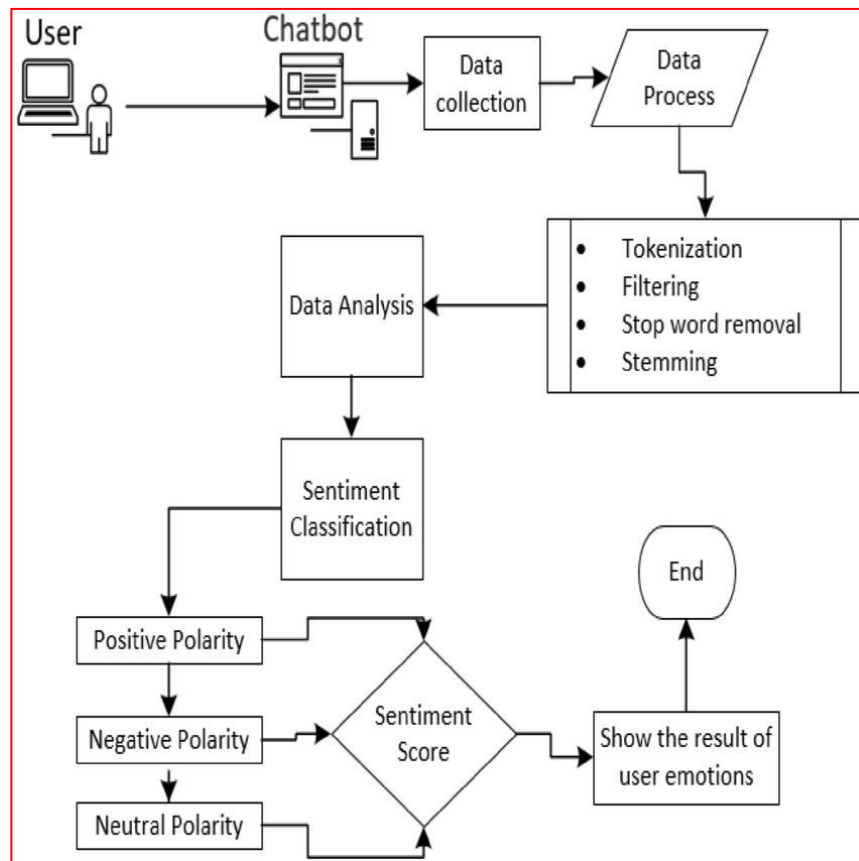 User
Chatbot
Data
collection
Data
Process
• Tokenization
• Filtering
• Stop word removal
• Stemming
Data Analysis
Sentiment
Classification
Positive Polarity
Negative Polarity
Neutral Polarity
Sentiment
Score
Show the result of
user emotions
End